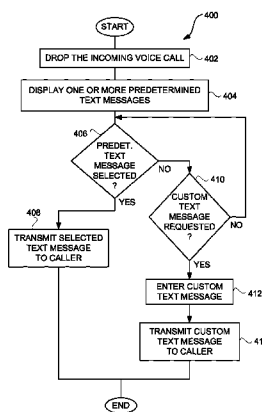 400
START
DROP THE INCOMING VOICE CALL
402
DISPLAY ONE OR MORE PREDETERMINED
TEXT MESSAGES
404
406
PREDET.
TEXT
MESSAGE
SELECTED
?
NO
YES
410
CUSTOM
TEXT
MESSAGE
REQUESTED
?
NO
YES
408
TRANSMIT SELECTED
TEXT MESSAGE
TO CALLER
ENTER CUSTOM
TEXT MESSAGE
412
TRANSMIT CUSTOM
TEXT MESSAGE
TO CALLER
41
END